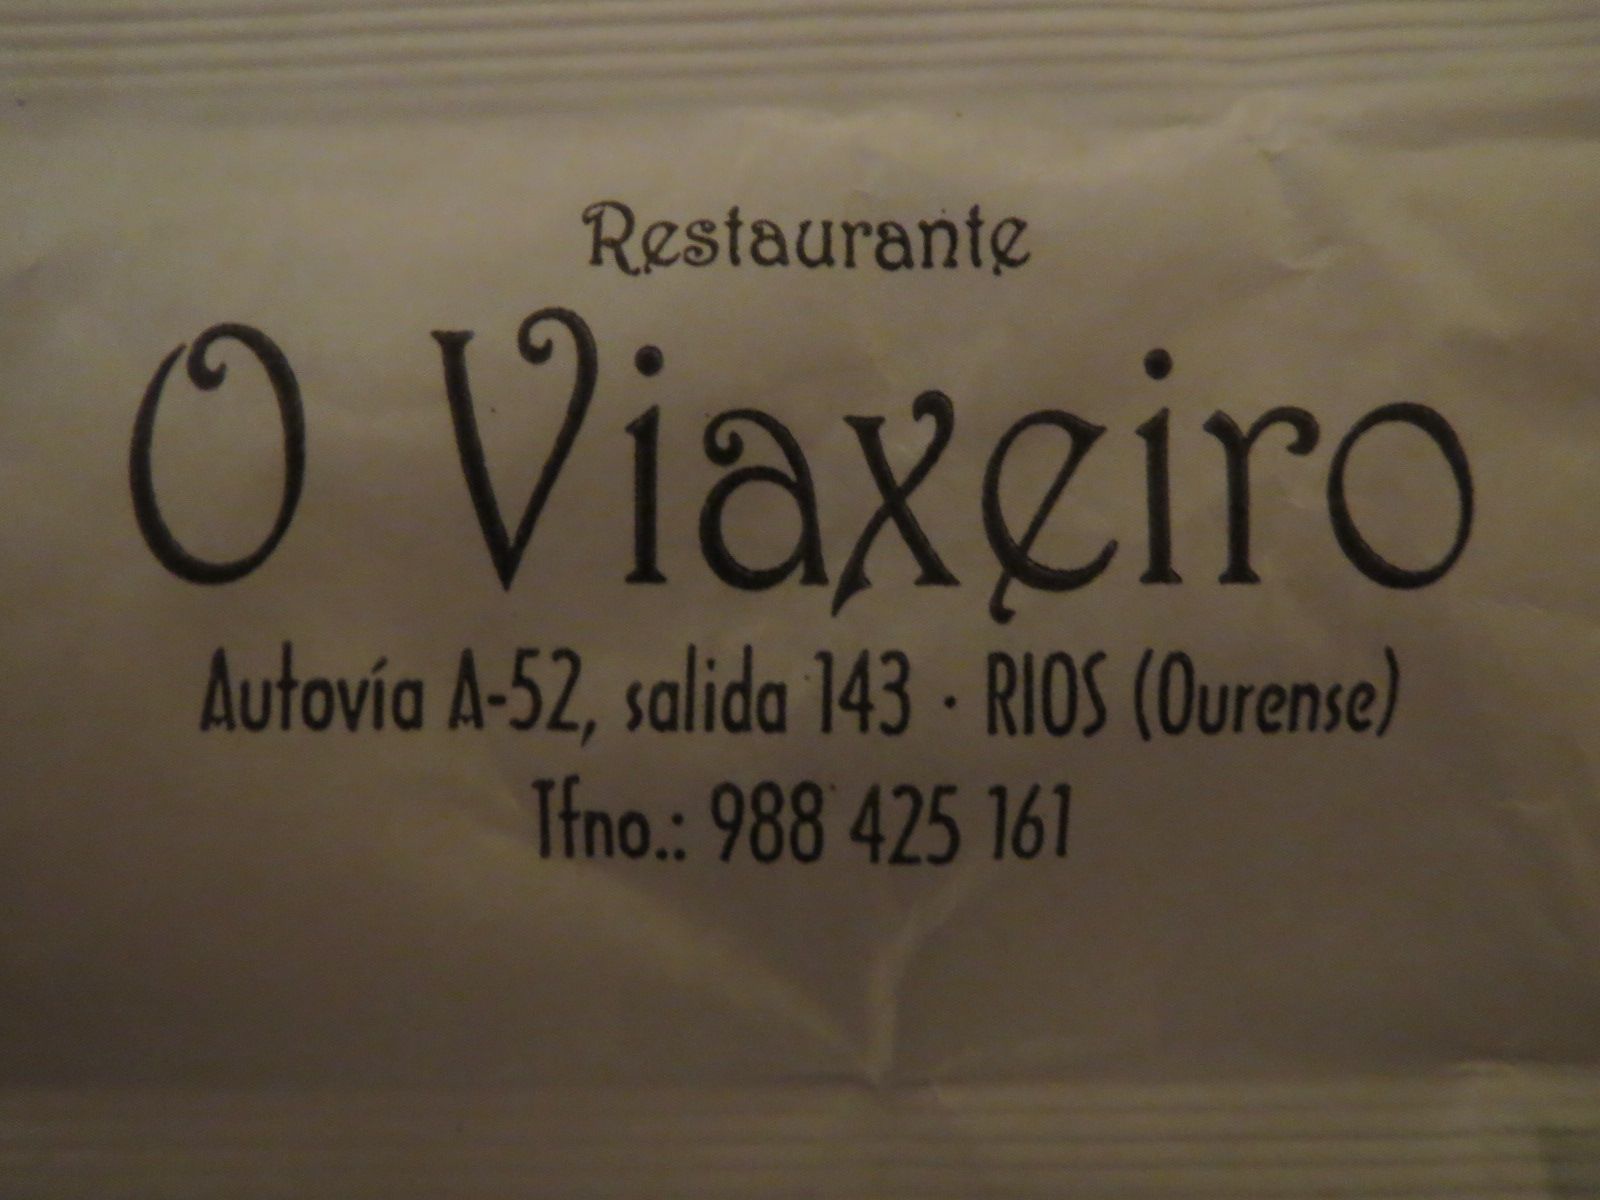 Restaurante
O Viaxeiro
Autovía A-52, salida 143 · RIOS (Ourense)
Tfno.: 988 425 161